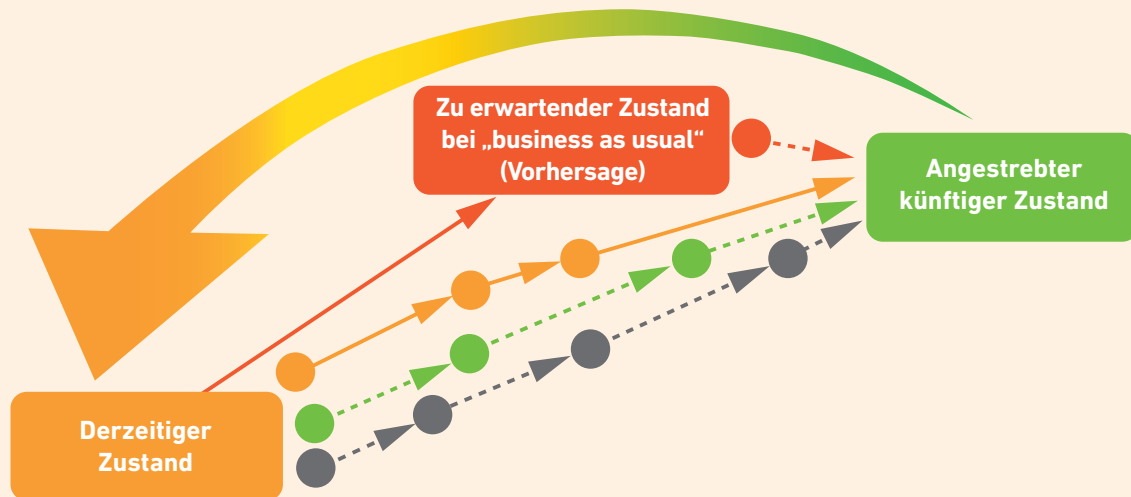 Zu erwartender Zustand
bei „business as usual“
(Vorhersage)
Angestrebter
künftiger Zustand
Derzeitiger
Zustand